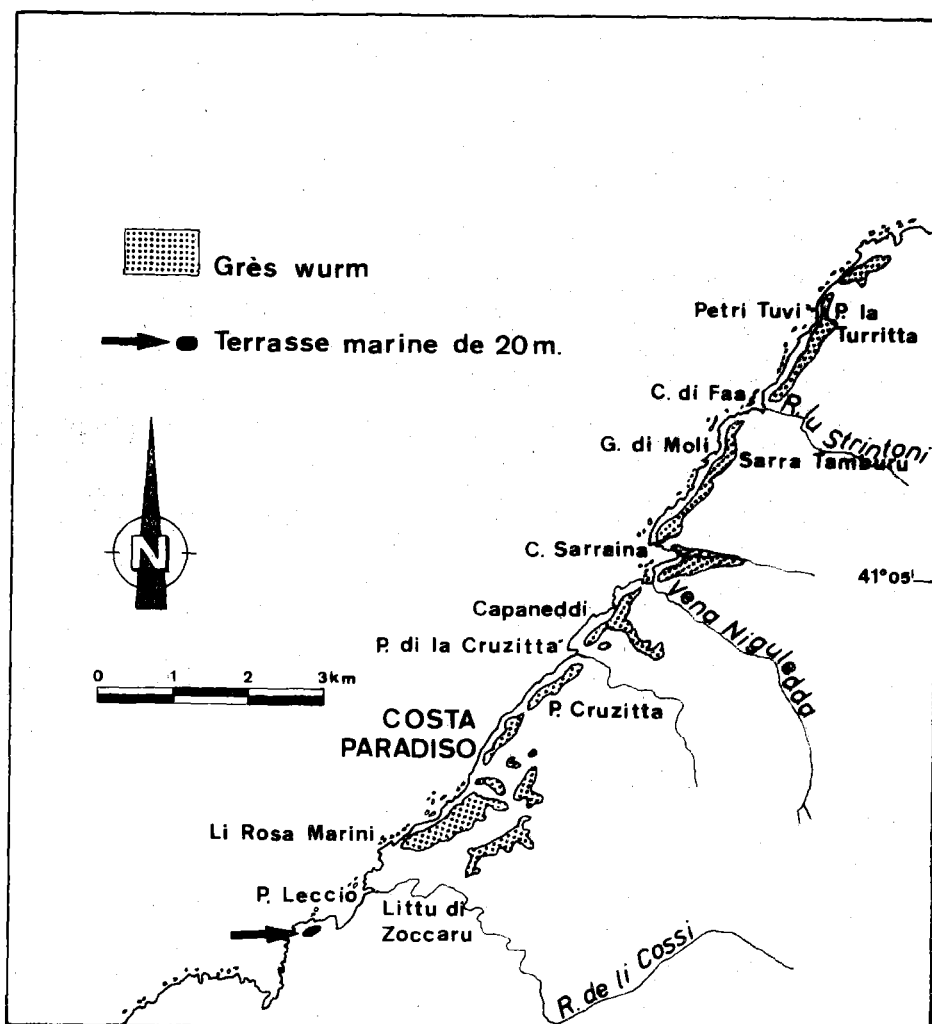 Grès wurm
Terrasse marine de 20m.
Petri Tuvi
P. la
Turritta
C. di Faa
R. lu Strintoni
G. di Moli
Sarra Tamburu
C. Sarraina
41°05'
N
Capaneddi
Vena Niguledda
P. di la Cruzitta
0 1 2 3km
P. Cruzitta
COSTA
PARADISO
Li Rosa Marini
P. Leccio
Littu di
Zoccaru
R. de li Cossi